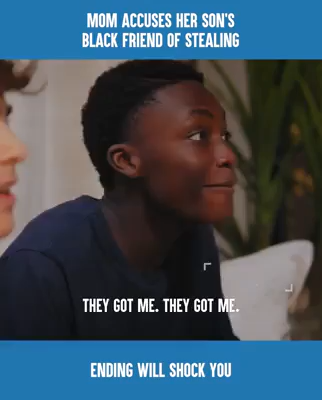 MOM ACCUSES HER SON'S
BLACK FRIEND OF STEALING
THEY GOT ME. THEY GOT ME.
ENDING WILL SHOCK YOU